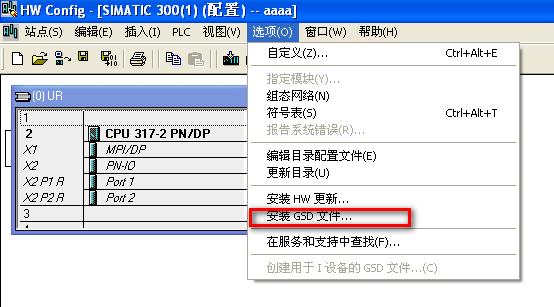 HW Config - [SIMATIC 300(1) (配置) -- aaaa]
站点(S) 编辑(E) 插入(I) PLC 视图(V) 选项(O) 窗口(W) 帮助(H)
自定义(Z)... Ctrl+Alt+E
指定模块(Y)...
组态网络(N)
符号表(S) Ctrl+Alt+T
报告系统错误(R)...
编辑目录配置文件(E)
更新目录(U)
安装 HW 更新...
安装 GSD 文件...
在服务和支持中查找(F)...
创建用于 I 设备的 GSD 文件...(C)
(0) UR
1
2 CPU 317-2 PN/DP
X1 MPI/DP
X2 PN-IO
X2 P1 R Port 1
X2 P2 R Port 2
3